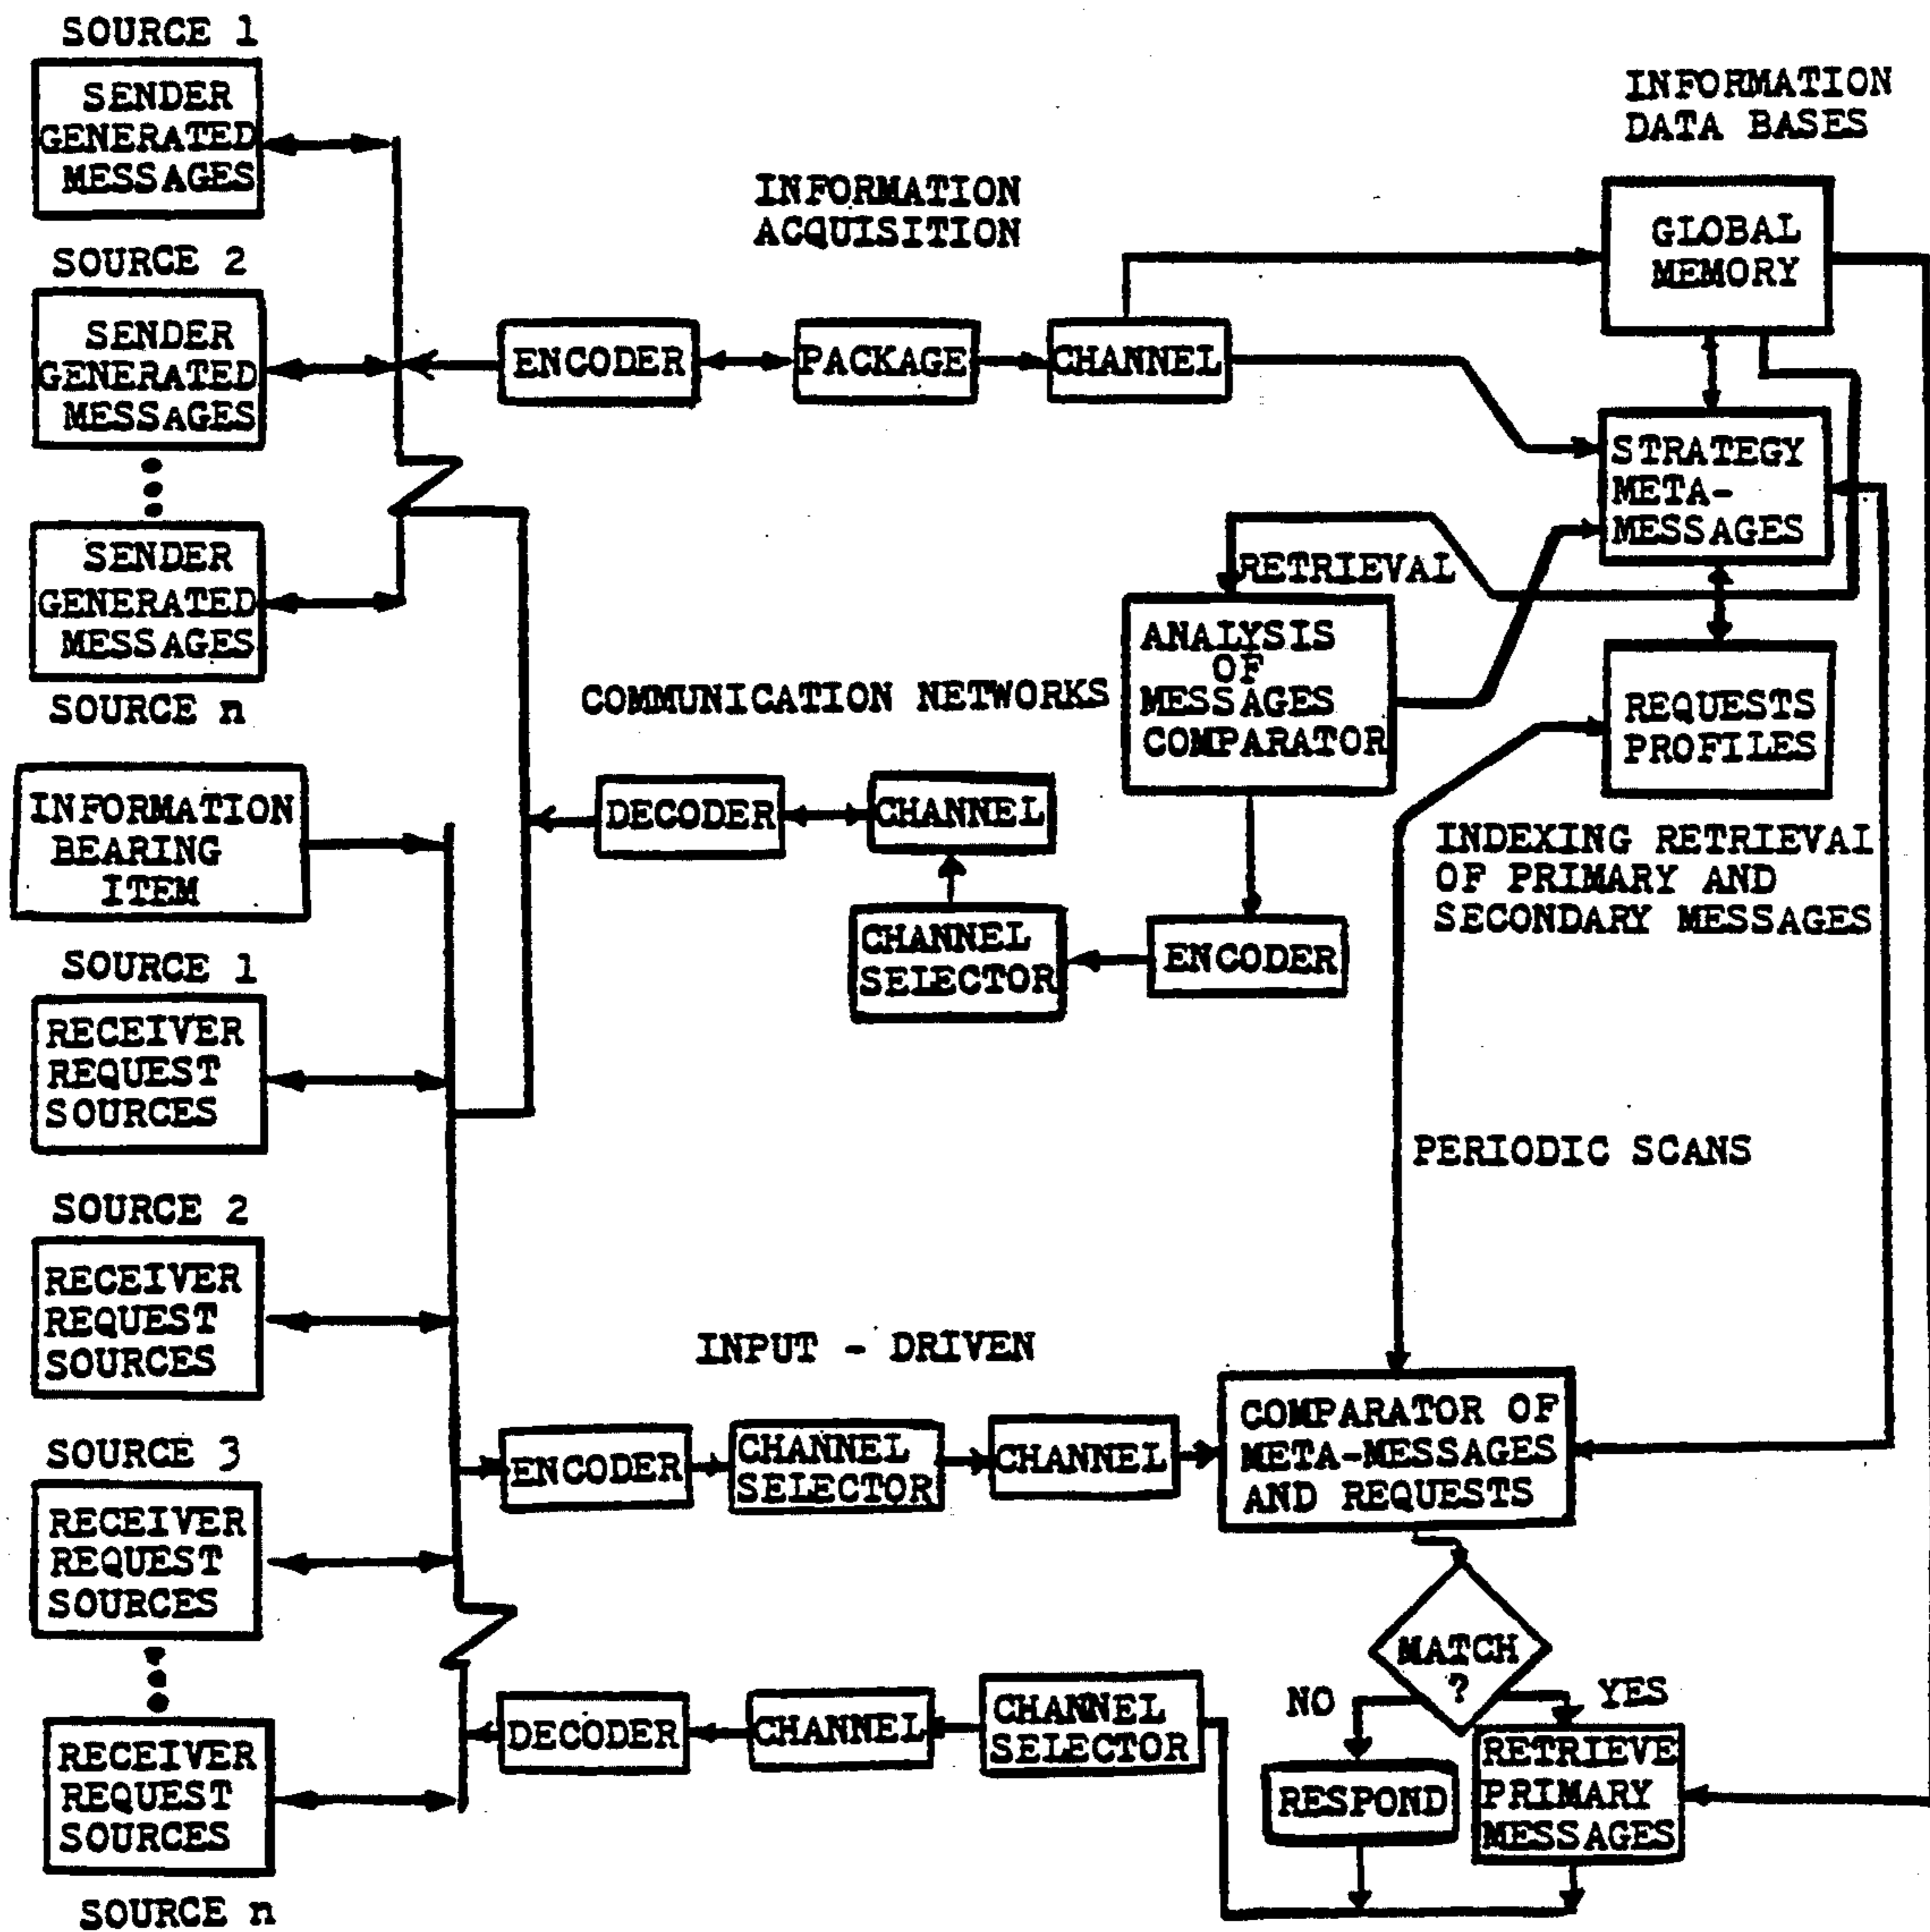 SOURCE 1
SENDER
GENERATED
MESSAGES
SOURCE 2
SENDER
GENERATED
MESSAGES
SENDER
GENERATED
MESSAGES
SOURCE n
INFORMATION
BEARING
ITEM
SOURCE 1
RECEIVER
REQUEST
SOURCES
SOURCE 2
RECEIVER
REQUEST
SOURCES
SOURCE 3
RECEIVER
REQUEST
SOURCES
RECEIVER
REQUEST
SOURCES
SOURCE n
INFORMATION
ACQUISITION
ENCODER
PACKAGE
CHANNEL
INFORMATION
DATA BASES
GLOBAL
MEMORY
STRATEGY
META-
MESSAGES
REQUESTS
PROFILES
RETRIEVAL
ANALYSIS
OF
MESSAGES
COMPARATOR
COMMUNICATION NETWORKS
DECODER
CHANNEL
CHANNEL
SELECTOR
ENCODER
INDEXING RETRIEVAL
OF PRIMARY AND
SECONDARY MESSAGES
PERIODIC SCANS
INPUT - DRIVEN
ENCODER
CHANNEL
SELECTOR
CHANNEL
COMPARATOR OF
META-MESSAGES
AND REQUESTS
MATCH
?
NO
YES
RESPOND
RETRIEVE
PRIMARY
MESSAGES
DECODER
CHANNEL
CHANNEL
SELECTOR